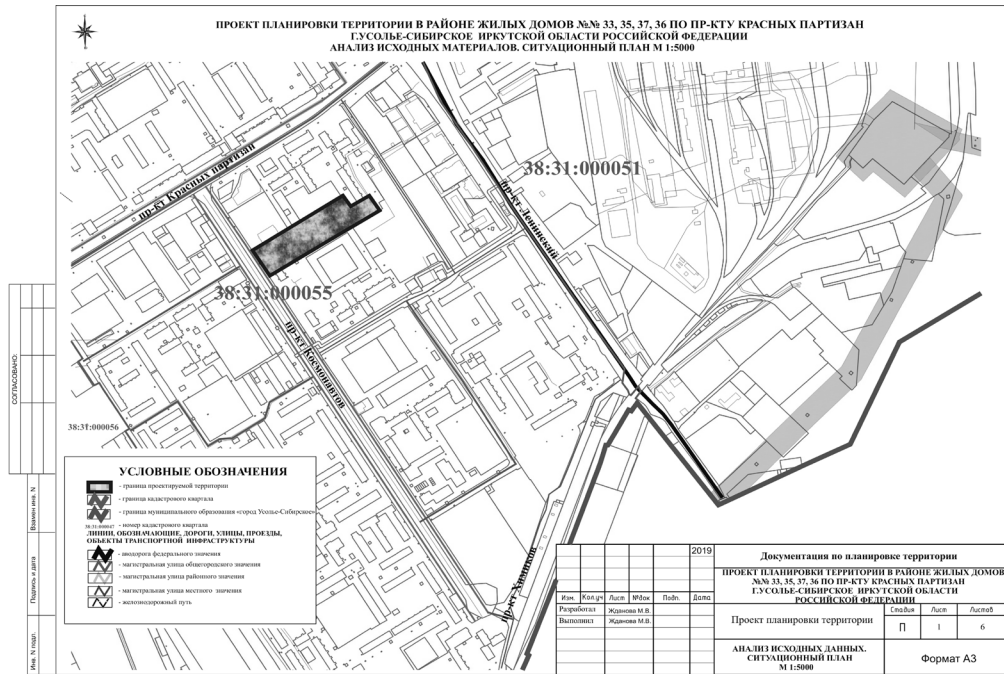 ПРОЕКТ ПЛАНИРОВКИ ТЕРРИТОРИИ В РАЙОНЕ ЖИЛЫХ ДОМОВ №№ 33, 35, 37, 36 ПО ПР-КТУ КРАСНЫХ ПАРТИЗАН
Г.УСОЛЬЕ-СИБИРСКОЕ ИРКУТСКОЙ ОБЛАСТИ РОССИЙСКОЙ ФЕДЕРАЦИИ
АНАЛИЗ ИСХОДНЫХ МАТЕРИАЛОВ. СИТУАЦИОННЫЙ ПЛАН М 1:5000
пр-кт Красных партизан
38:31:000051
пр-кт Ленинский
38:31:000055
пр-кт Космонавтов
38:31:000056
пр-кт Химиков
СОГЛАСОВАНО:
Взамен инв. N
Подпись и дата
Инв. N подл.
УСЛОВНЫЕ ОБОЗНАЧЕНИЯ
- граница проектируемой территории
- граница кадастрового квартала
- граница муниципального образования «город Усолье-Сибирское»
38:31:000047 - номер кадастрового квартала
ЛИНИИ, ОБОЗНАЧАЮЩИЕ, ДОРОГИ, УЛИЦЫ, ПРОЕЗДЫ,
ОБЪЕКТЫ ТРАНСПОРТНОЙ ИНФРАСТРУКТУРЫ
- аводорога федерального значения
- магистральная улица общегородского значения
- магистральная улица районного значения
- магистральная улица местного значения
- железнодорожный путь
2019
Изм. Кол.уч Лист №док Подп. Дата
Разработал Жданова М.В.
Выполнил Жданова М.В.
Документация по планировке территории
ПРОЕКТ ПЛАНИРОВКИ ТЕРРИТОРИИ В РАЙОНЕ ЖИЛЫХ ДОМОВ
№№ 33, 35, 37, 36 ПО ПР-КТУ КРАСНЫХ ПАРТИЗАН
Г.УСОЛЬЕ-СИБИРСКОЕ ИРКУТСКОЙ ОБЛАСТИ
РОССИЙСКОЙ ФЕДЕРАЦИИ
Проект планировки территории
Стадия Лист Листов
П 1 6
АНАЛИЗ ИСХОДНЫХ ДАННЫХ.
СИТУАЦИОННЫЙ ПЛАН
М 1:5000
Формат А3